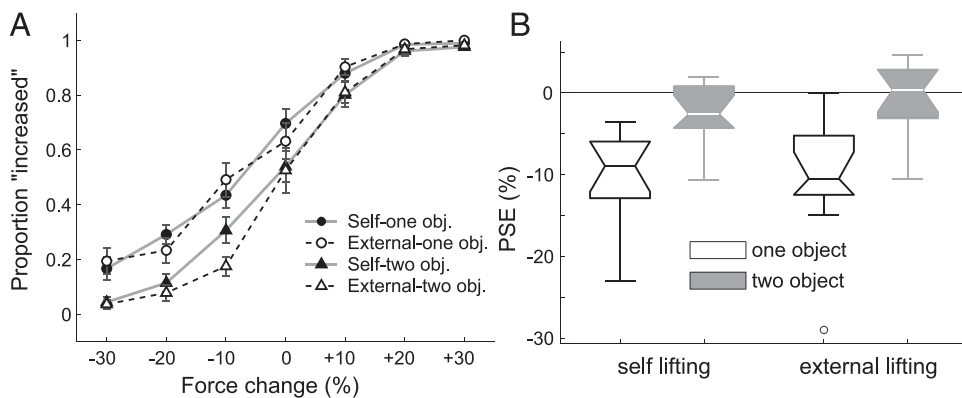 A
Proportion "increased"
1
0.8
0.6
0.4
0.2
0
Self-one obj.
External-one obj.
Self-two obj.
External-two obj.
-30 -20 -10 0 +10 +20 +30
Force change (%)
B
PSE (%)
0
-10
-20
-30
one object
two object
self lifting external lifting